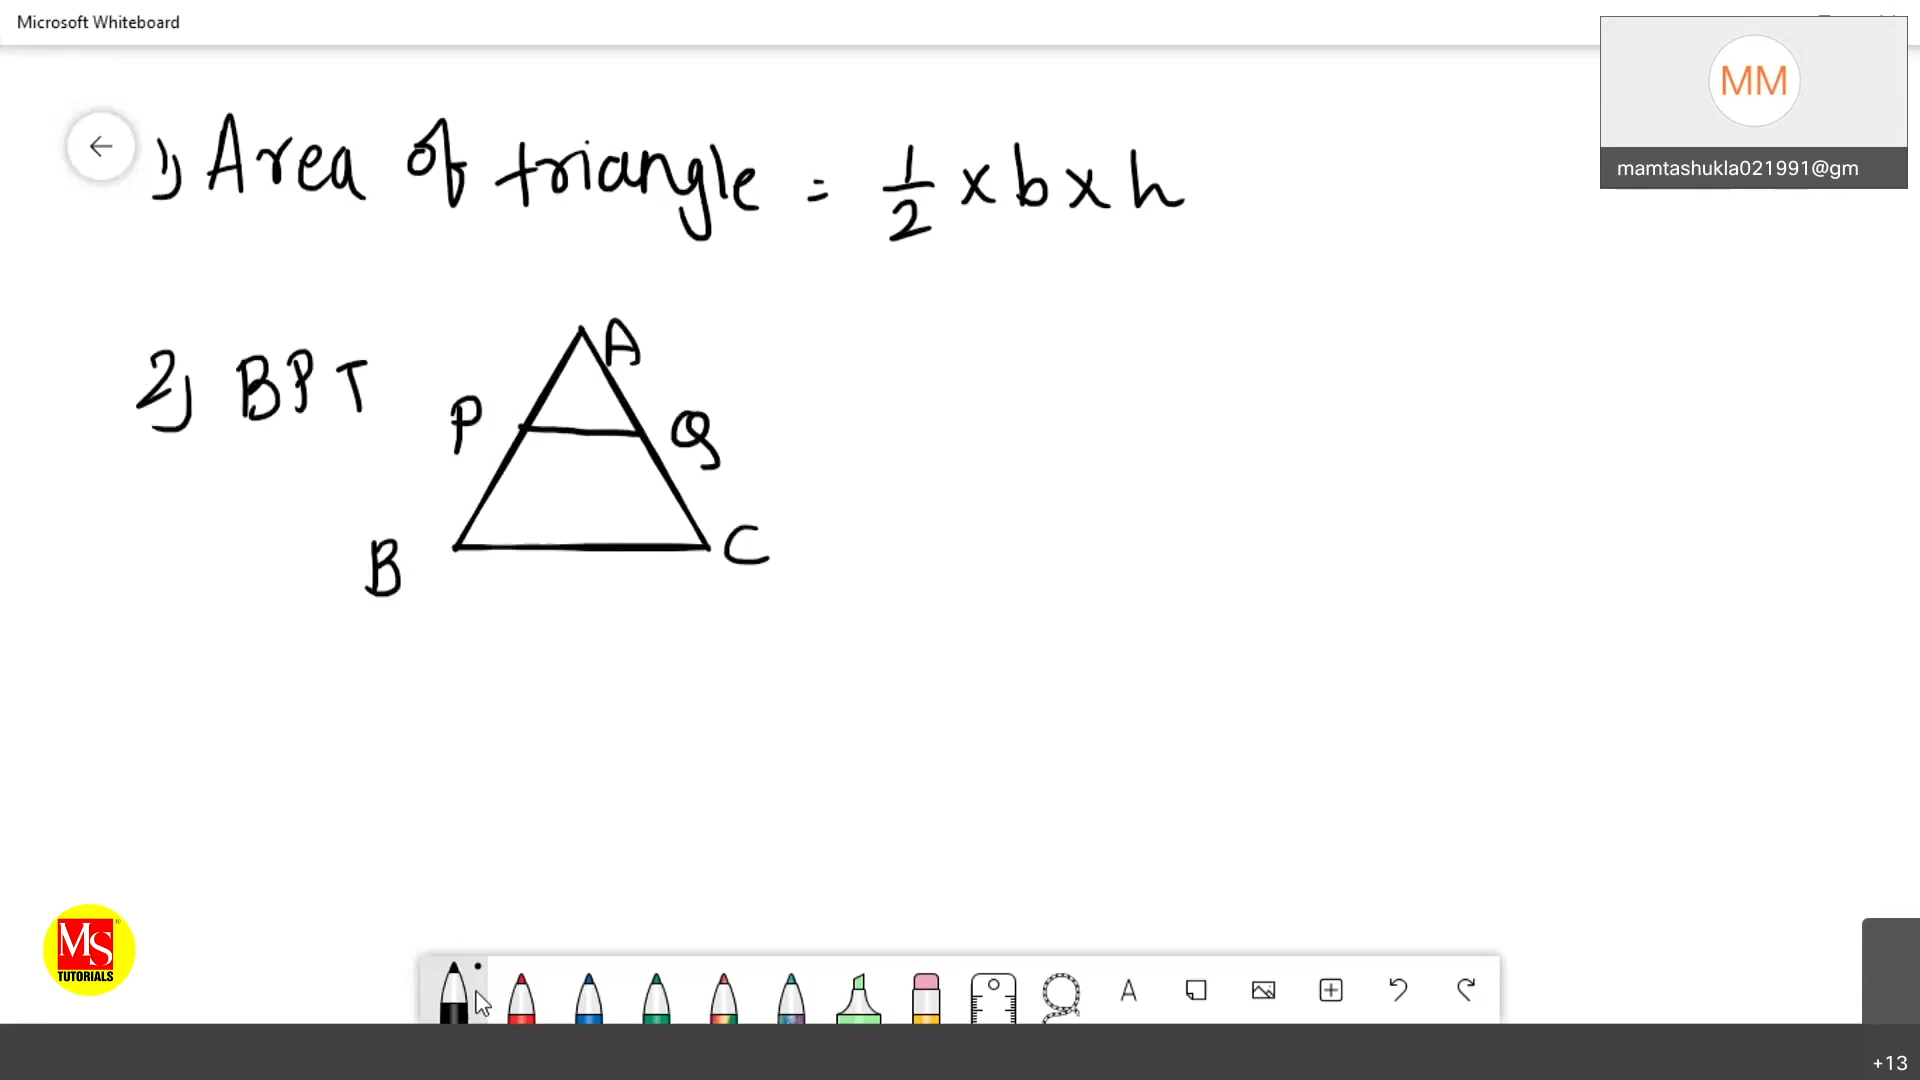 Microsoft Whiteboard
MM
mamtashukla021991@gm
1) Area of triangle = 1/2 x b x h
2) BPT
A
P
Q
B
C
MS
TUTORIALS
A
+13